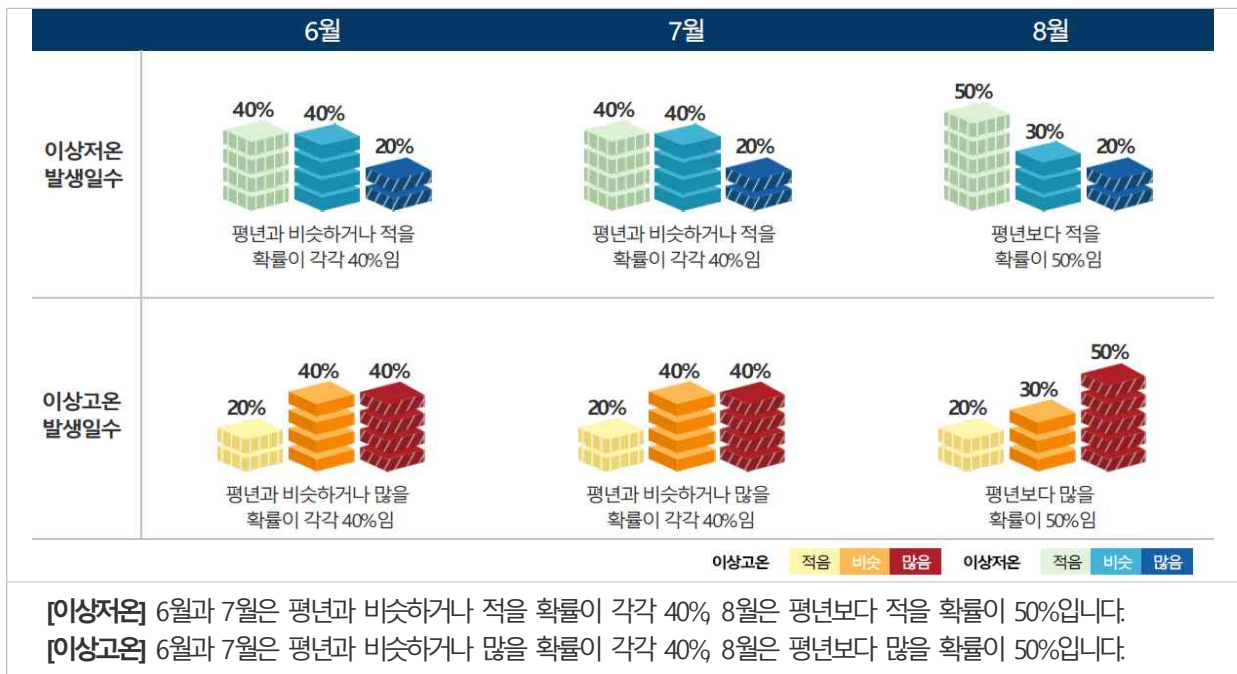 6월 7월 8월
이상저온
발생일수
40% 40% 20%
평년과 비슷하거나 적을
확률이 각각 40%임
40% 40% 20%
평년과 비슷하거나 적을
확률이 각각 40%임
50% 30% 20%
평년보다 적을
확률이 50%임
이상고온
발생일수
20% 40% 40%
평년과 비슷하거나 많을
확률이 각각 40%임
20% 40% 40%
평년과 비슷하거나 많을
확률이 각각 40%임
20% 30% 50%
평년보다 많을
확률이 50%임
이상고온 적음 비슷 많음 이상저온 적음 비슷 많음
[이상저온] 6월과 7월은 평년과 비슷하거나 적을 확률이 각각 40%, 8월은 평년보다 적을 확률이 50%입니다.
[이상고온] 6월과 7월은 평년과 비슷하거나 많을 확률이 각각 40%, 8월은 평년보다 많을 확률이 50%입니다.